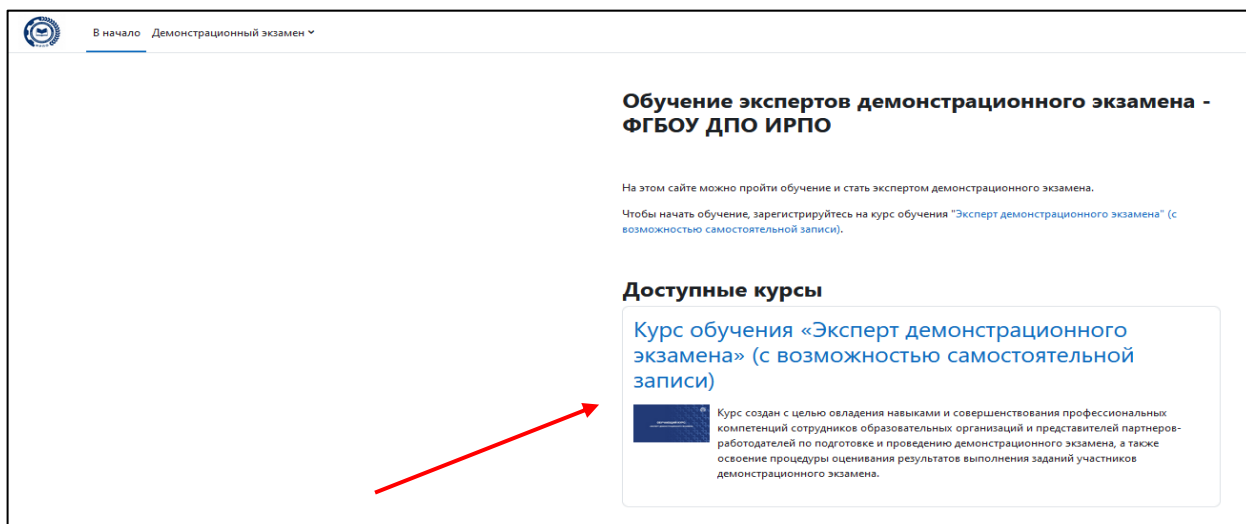 В начало Демонстрационный экзамен
Обучение экспертов демонстрационного экзамена -
ФГБОУ ДПО ИРПО
На этом сайте можно пройти обучение и стать экспертом демонстрационного экзамена.
Чтобы начать обучение, зарегистрируйтесь на курс обучения "Эксперт демонстрационного экзамена" (с
возможностью самостоятельной записи).
Доступные курсы
Курс обучения «Эксперт демонстрационного
экзамена» (с возможностью самостоятельной
записи)
Курс создан с целью овладения навыками и совершенствования профессиональных
компетенций сотрудников образовательных организаций и представителей партнеров-
работодателей по подготовке и проведению демонстрационного экзамена, а также
освоение процедуры оценивания результатов выполнения заданий участников
демонстрационного экзамена.